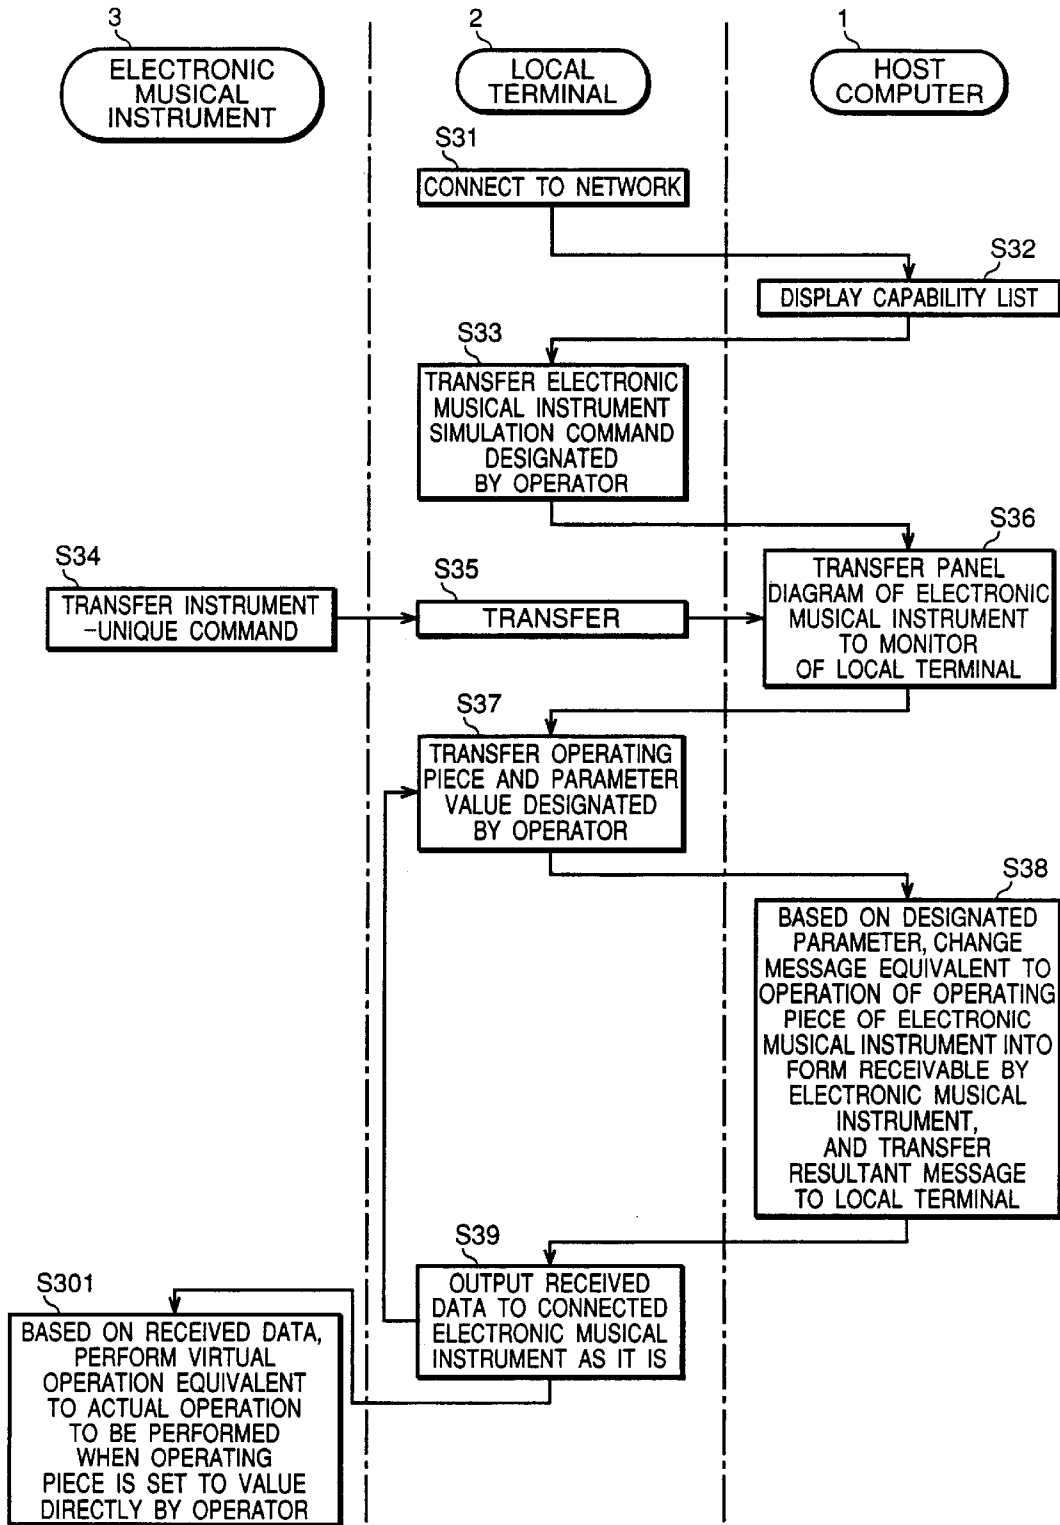 3
ELECTRONIC
MUSICAL
INSTRUMENT
2
LOCAL
TERMINAL
1
HOST
COMPUTER
S31
CONNECT TO NETWORK
S32
DISPLAY CAPABILITY LIST
S33
TRANSFER ELECTRONIC
MUSICAL INSTRUMENT
SIMULATION COMMAND
DESIGNATED
BY OPERATOR
S34
TRANSFER INSTRUMENT
-UNIQUE COMMAND
S35
TRANSFER
S36
TRANSFER PANEL
DIAGRAM OF ELECTRONIC
MUSICAL INSTRUMENT
TO MONITOR
OF LOCAL TERMINAL
S37
TRANSFER OPERATING
PIECE AND PARAMETER
VALUE DESIGNATED
BY OPERATOR
S38
BASED ON DESIGNATED
PARAMETER, CHANGE
MESSAGE EQUIVALENT TO
OPERATION OF OPERATING
PIECE OF ELECTRONIC
MUSICAL INSTRUMENT INTO
FORM RECEIVABLE BY
ELECTRONIC MUSICAL
INSTRUMENT,
AND TRANSFER
RESULTANT MESSAGE
TO LOCAL TERMINAL
S39
OUTPUT RECEIVED
DATA TO CONNECTED
ELECTRONIC MUSICAL
INSTRUMENT AS IT IS
S301
BASED ON RECEIVED DATA,
PERFORM VIRTUAL
OPERATION EQUIVALENT
TO ACTUAL OPERATION
TO BE PERFORMED
WHEN OPERATING
PIECE IS SET TO VALUE
DIRECTLY BY OPERATOR